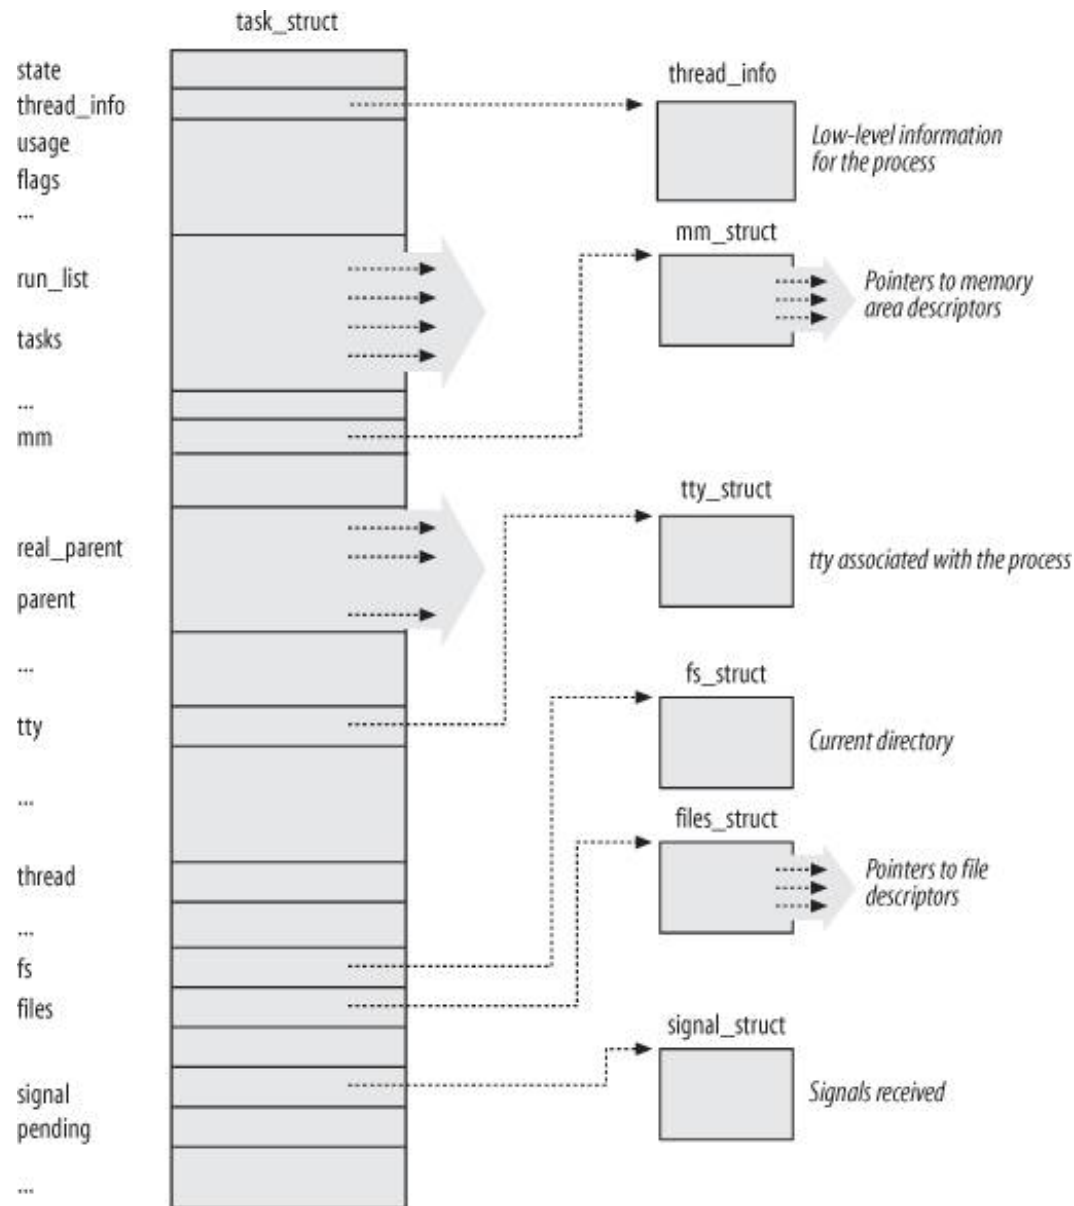 task_struct
state
thread_info
usage
flags
...
run_list
tasks
...
mm
real_parent
parent
...
tty
...
thread
...
fs
files
signal
pending
...
thread_info
Low-level information
for the process
mm_struct
Pointers to memory
area descriptors
tty_struct
tty associated with the process
fs_struct
Current directory
files_struct
Pointers to file
descriptors
signal_struct
Signals received